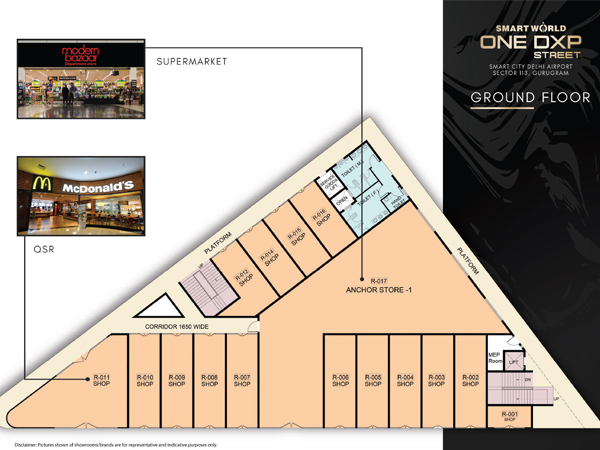 SMART WORLD
ONE DXP
STREET
SMART CITY DELHI AIRPORT
SECTOR 113, GURUGRAM
GROUND FLOOR
modern
bazaar
Department store
SUPERMARKET
M McDonald's
QSR
PLATFORM
PLATFORM
TOILET ( M )
TOILET ( F )
LIFT
OPEN
UP
R-016
SHOP
R-015
SHOP
R-014
SHOP
R-012
SHOP
R-017
ANCHOR STORE -1
CORRIDOR 1650 WIDE
R-011
SHOP
R-010
SHOP
R-009
SHOP
R-008
SHOP
R-007
SHOP
R-006
SHOP
R-005
SHOP
R-004
SHOP
R-003
SHOP
R-002
SHOP
MEP
Room
LIFT
DN
UP
R-001
SHOP
Disclaimer: Pictures shown of showrooms/brands are for representative and indicative purposes only.